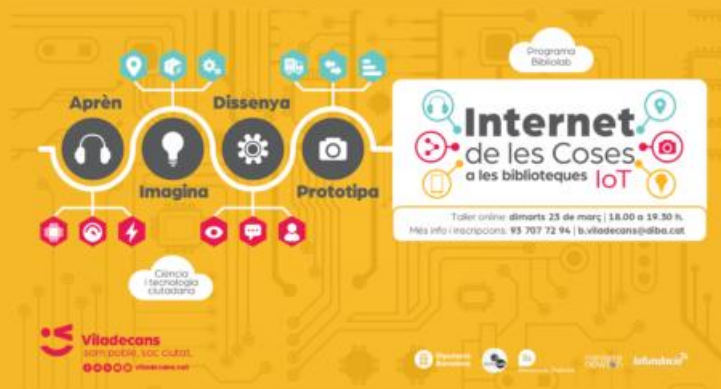 Programa
Bibliolab
Aprèn
Dissenya
Imagina
Prototipa
Internet
de les Coses
a les biblioteques IoT
Taller online dimarts 23 de març | 18.00 a 19.30 h.
Més info i inscripcions: 93 707 72 94 | b.viladecans@diba.cat
Ciència
i tecnologia
ciutadana
Viladecans
som poble, soc ciutat.
viladecans.cat
Diputació
Barcelona
lafundació